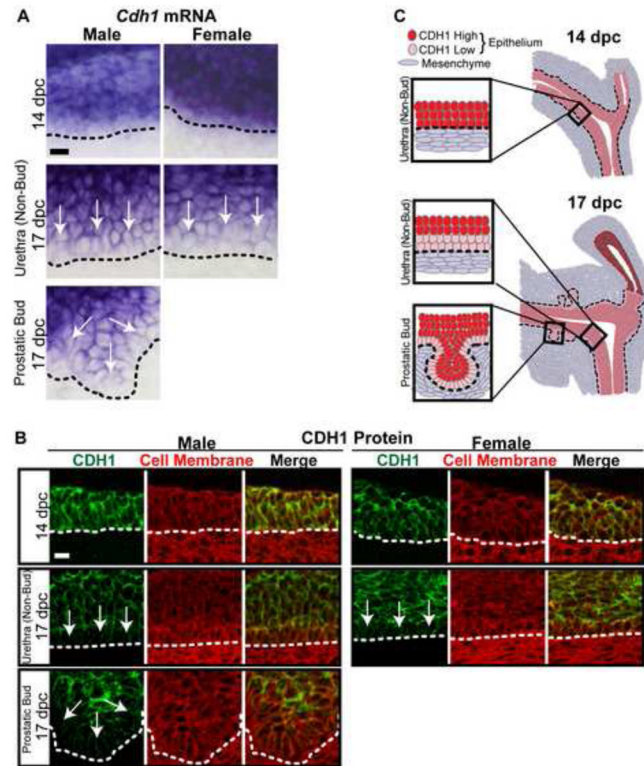 A
Cdh1 mRNA
Male
Female
14 dpc
Urethra (Non-Bud)
17 dpc
Prostatic Bud
17 dpc
C
CDH1 High
CDH1 Low
Epithelium
Mesenchyme
14 dpc
Urethra (Non-Bud)
17 dpc
Urethra (Non-Bud)
Prostatic Bud
B
CDH1 Protein
Male
Female
CDH1
Cell Membrane
Merge
CDH1
Cell Membrane
Merge
14 dpc
Urethra (Non-Bud)
17 dpc
Prostatic Bud
17 dpc